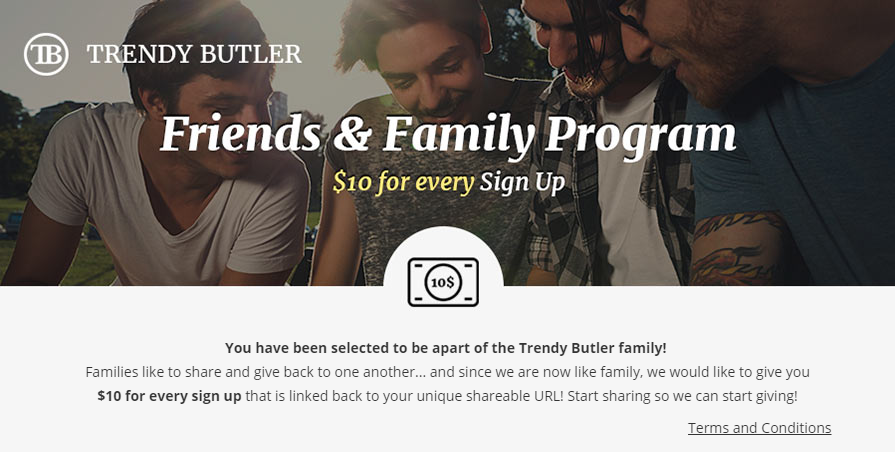 TB TRENDY BUTLER
Friends & Family Program
$10 for every Sign Up
10$
You have been selected to be apart of the Trendy Butler family!
Families like to share and give back to one another... and since we are now like family, we would like to give you
$10 for every sign up that is linked back to your unique shareable URL! Start sharing so we can start giving!
Terms and Conditions